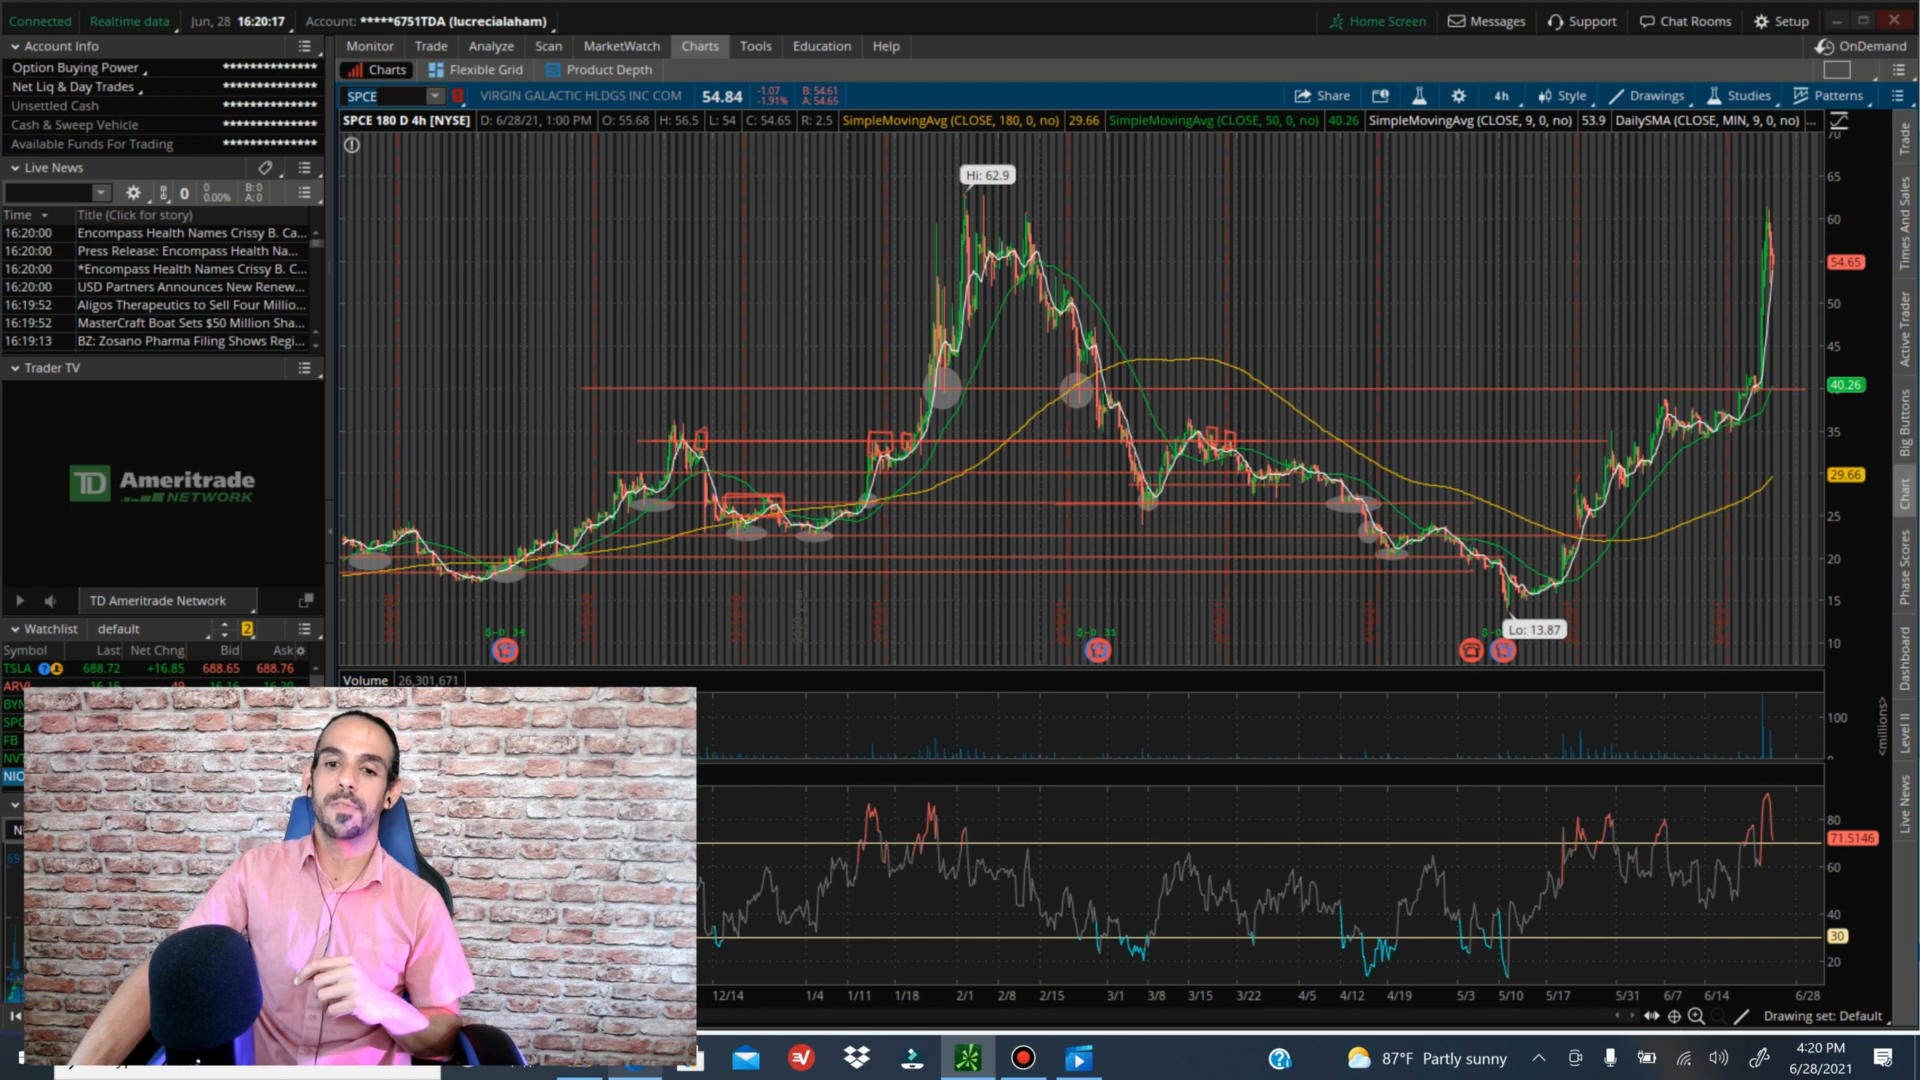 Connected Realtime data Jun, 28 16:20:17 Account: *****6751TDA (lucrecialaham) Home Screen Messages Support Chat Rooms Setup
Account Info Monitor Trade Analyze Scan MarketWatch Charts Tools Education Help OnDemand
Option Buying Power **************
Net Liq & Day Trades **************
Unsettled Cash **************
Cash & Sweep Vehicle **************
Available Funds For Trading **************
Charts Flexible Grid Product Depth
SPCE VIRGIN GALACTIC HLDGS INC COM 54.84 -1.07 -1.91% B: 54.61 A: 54.65 Share 4h Style Drawings Studies Patterns
SPCE 180 D 4h [NYSE] D: 6/28/21, 1:00 PM O: 55.68 H: 56.5 L: 54 C: 54.65 R: 2.5 SimpleMovingAvg (CLOSE, 180, 0, no) 29.66 SimpleMovingAvg (CLOSE, 50, 0, no) 40.26 SimpleMovingAvg (CLOSE, 9, 0, no) 53.9 DailySMA (CLOSE, MIN, 9, 0, no) ...
Live News
0 0 0.00% B: 0 A: 0
Time Title (Click for story)
16:20:00 Encompass Health Names Crissy B. Ca...
16:20:00 Press Release: Encompass Health Na...
16:20:00 *Encompass Health Names Crissy B. C...
16:20:00 USD Partners Announces New Renew...
16:19:52 Aligos Therapeutics to Sell Four Millio...
16:19:52 MasterCraft Boat Sets $50 Million Sha...
16:19:13 BZ: Zosano Pharma Filing Shows Regi...
Trader TV
TD Ameritrade
NETWORK
TD Ameritrade Network
Watchlist default 2
Symbol Last Net Chng Bid Ask
TSLA 688.72 +16.85 688.65 688.76
FB
NIO
Hi: 62.9
Lo: 13.87
70
65
60
54.65
50
45
40.26
35
29.66
25
20
15
10
Volume 26,301,671
100
0
<millions>
80
71.5146
60
40
30
20
12/14 1/4 1/11 1/18 2/1 2/8 2/15 3/1 3/8 3/15 3/22 4/5 4/12 4/19 5/3 5/10 5/17 5/31 6/7 6/14 6/28
Drawing set: Default
Trade
Times And Sales
Active Trader
Big Buttons
Chart
Phase Scores
Dashboard
Level II
Live News
87°F Partly sunny
4:20 PM
6/28/2021